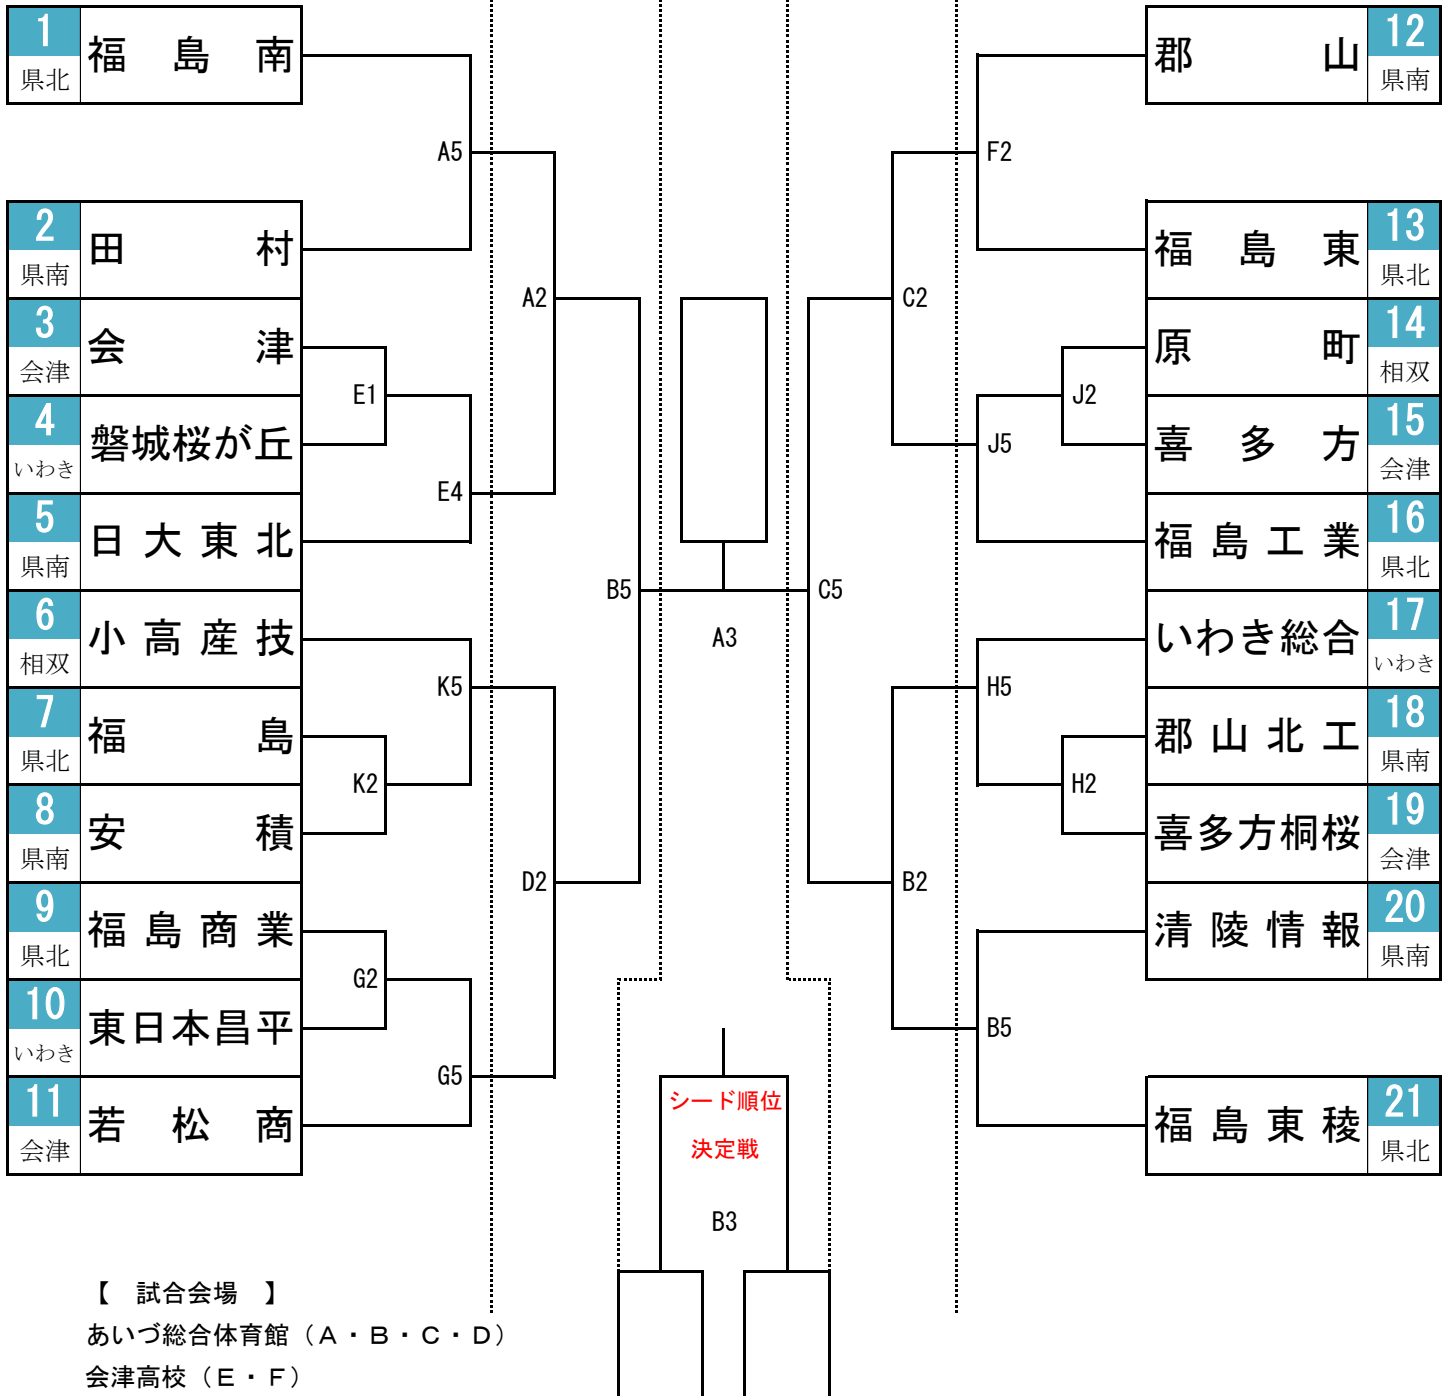 1 福島南 県北
2 田村 県南
3 会津 会津
4 磐城桜が丘 いわき
5 日大東北 県南
6 小高産技 相双
7 福島 県北
8 安積 県南
9 福島商業 県北
10 東日本昌平 いわき
11 若松商 会津
A5
A2
E1
E4
B5
K5
K2
D2
G2
G5
A3
シード順位
決定戦
B3
F2
C2
J2
J5
C5
H5
H2
B2
B5
郡山 12 県南
福島東 13 県北
原町 14 相双
喜多方 15 会津
福島工業 16 県北
いわき総合 17 いわき
郡山北工 18 県南
喜多方桐桜 19 会津
清陵情報 20 県南
福島東稜 21 県北
【 試合会場 】
あいづ総合体育館（Ａ・Ｂ・Ｃ・Ｄ）
会津高校（Ｅ・Ｆ）